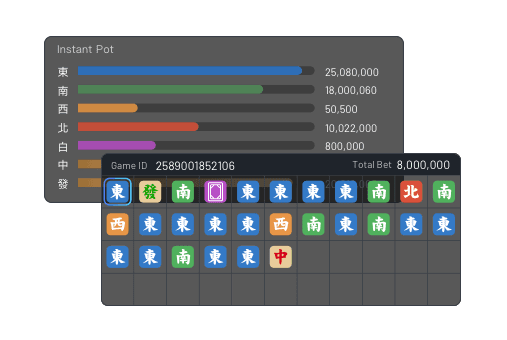 Instant Pot
東 25,080,000
南 18,000,060
西 50,500
北 10,022,000
白 800,000
中
發
Game ID 2589001852106 Total Bet 8,000,000
東 發 南 東 東 東 東 南 北 南
西 東 東 東 東 西 南 東 南 東 東
東 東 南 東 東 中